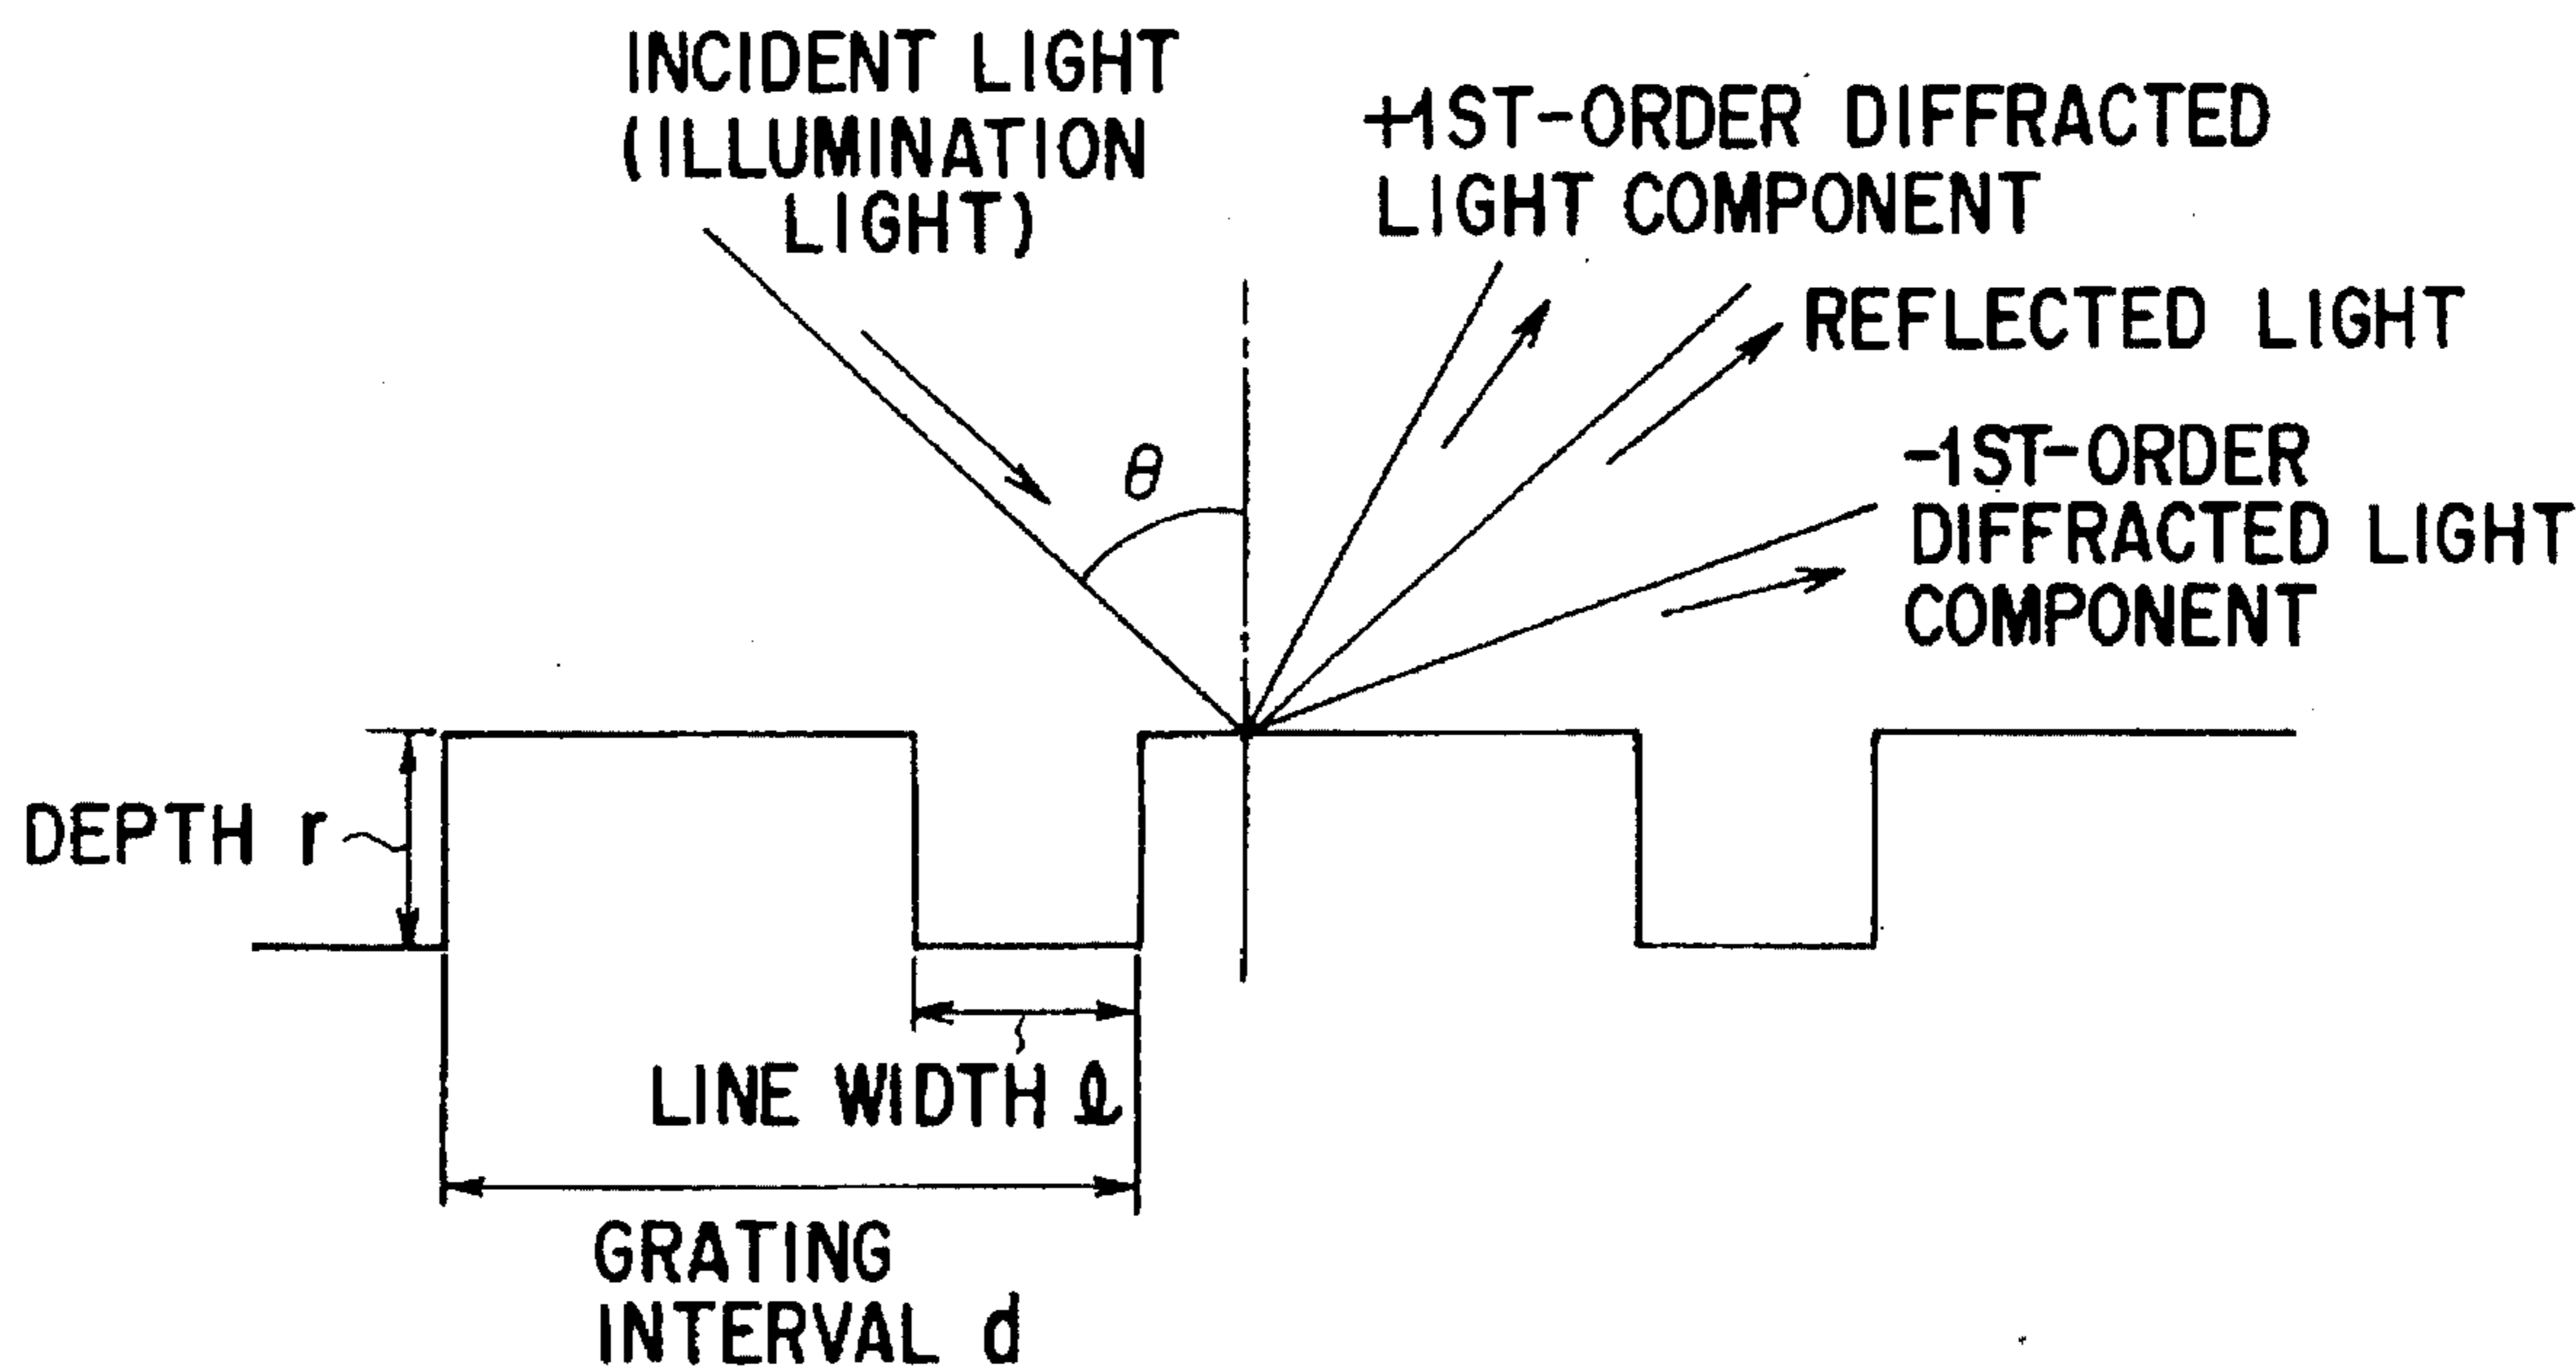 INCIDENT LIGHT
(ILLUMINATION
LIGHT)
+1ST-ORDER DIFFRACTED
LIGHT COMPONENT
REFLECTED LIGHT
-1ST-ORDER
DIFFRACTED LIGHT
COMPONENT
θ
DEPTH r
LINE WIDTH ℓ
GRATING
INTERVAL d